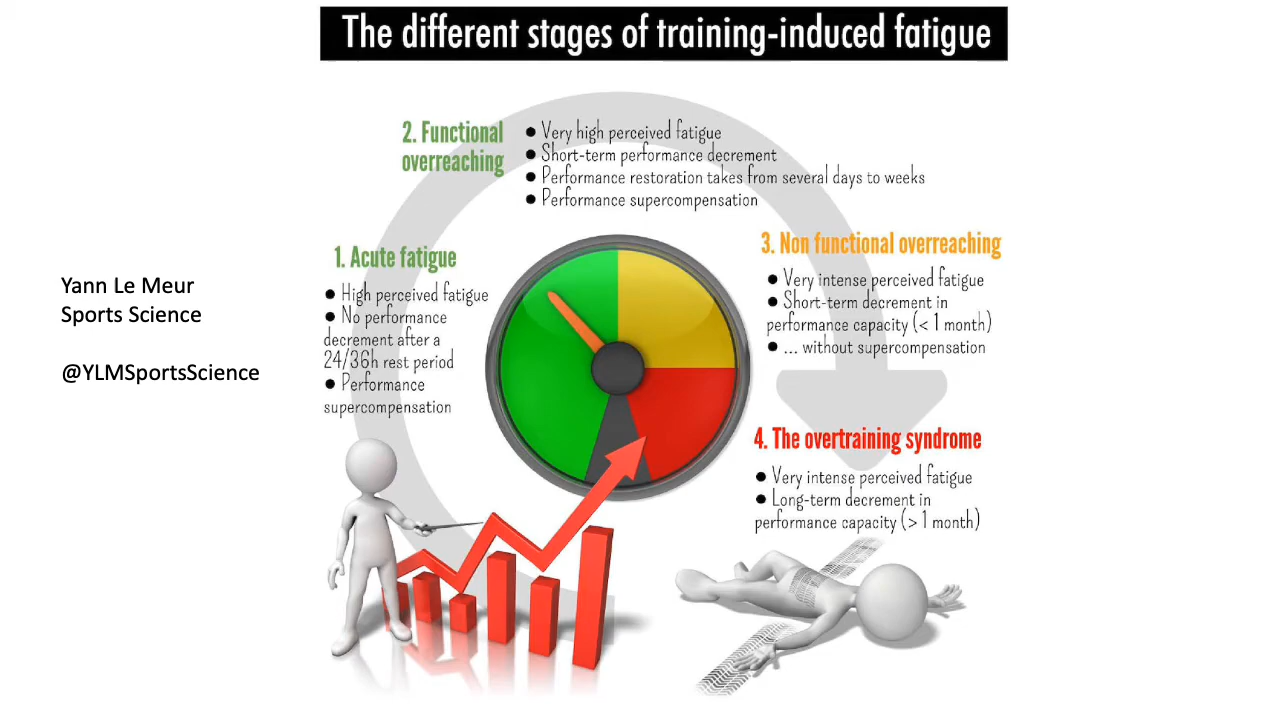 The different stages of training-induced fatigue
2. Functional
overreaching
● Very high perceived fatigue
● Short-term performance decrement
● Performance restoration takes from several days to weeks
● Performance supercompensation
1. Acute fatigue
● High perceived fatigue
● No performance
decrement after a
24/36h rest period
● Performance
supercompensation
3. Non functional overreaching
● Very intense perceived fatigue
● Short-term decrement in
performance capacity (< 1 month)
● ... without supercompensation
4. The overtraining syndrome
● Very intense perceived fatigue
● Long-term decrement in
performance capacity (> 1 month)
Yann Le Meur
Sports Science
@YLMSportsScience